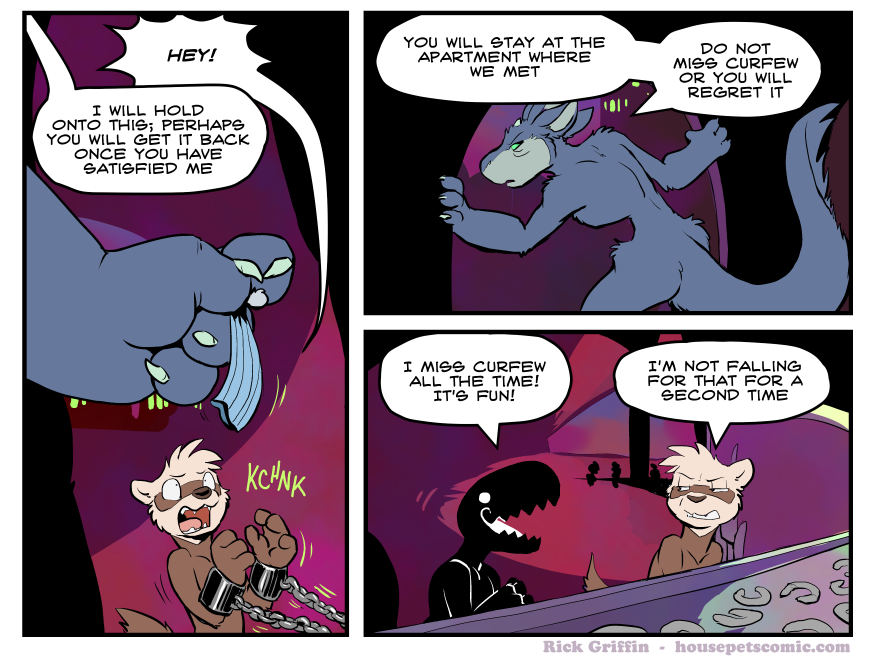 HEY!
I WILL HOLD
ONTO THIS; PERHAPS
YOU WILL GET IT BACK
ONCE YOU HAVE
SATISFIED ME
KCHNK
YOU WILL STAY AT THE
APARTMENT WHERE
WE MET
DO NOT
MISS CURFEW
OR YOU WILL
REGRET IT
I MISS CURFEW
ALL THE TIME!
IT'S FUN!
I'M NOT FALLING
FOR THAT FOR A
SECOND TIME
Rick Griffin - housepetscomic.com